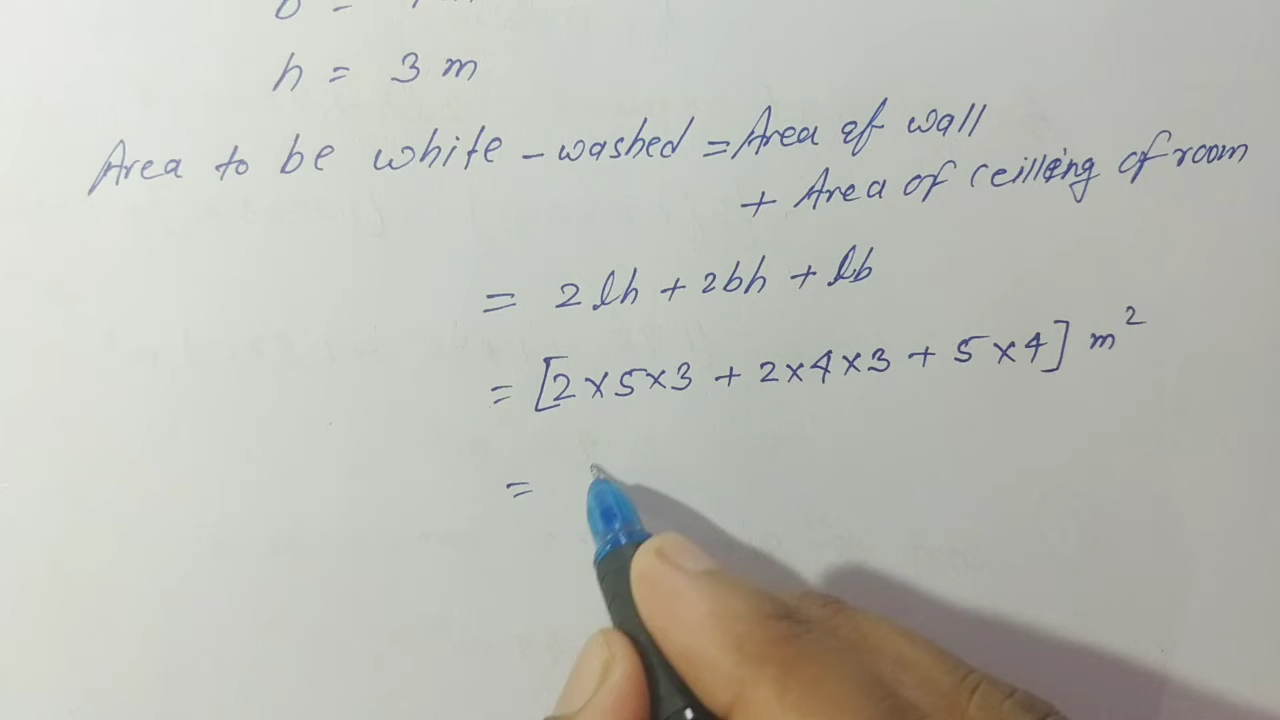 h = 3 m
Area to be white-washed = Area of wall
+ Area of ceilling of room
= 2lh + 2bh + lb
= [2×5×3 + 2×4×3 + 5×4] m²
=